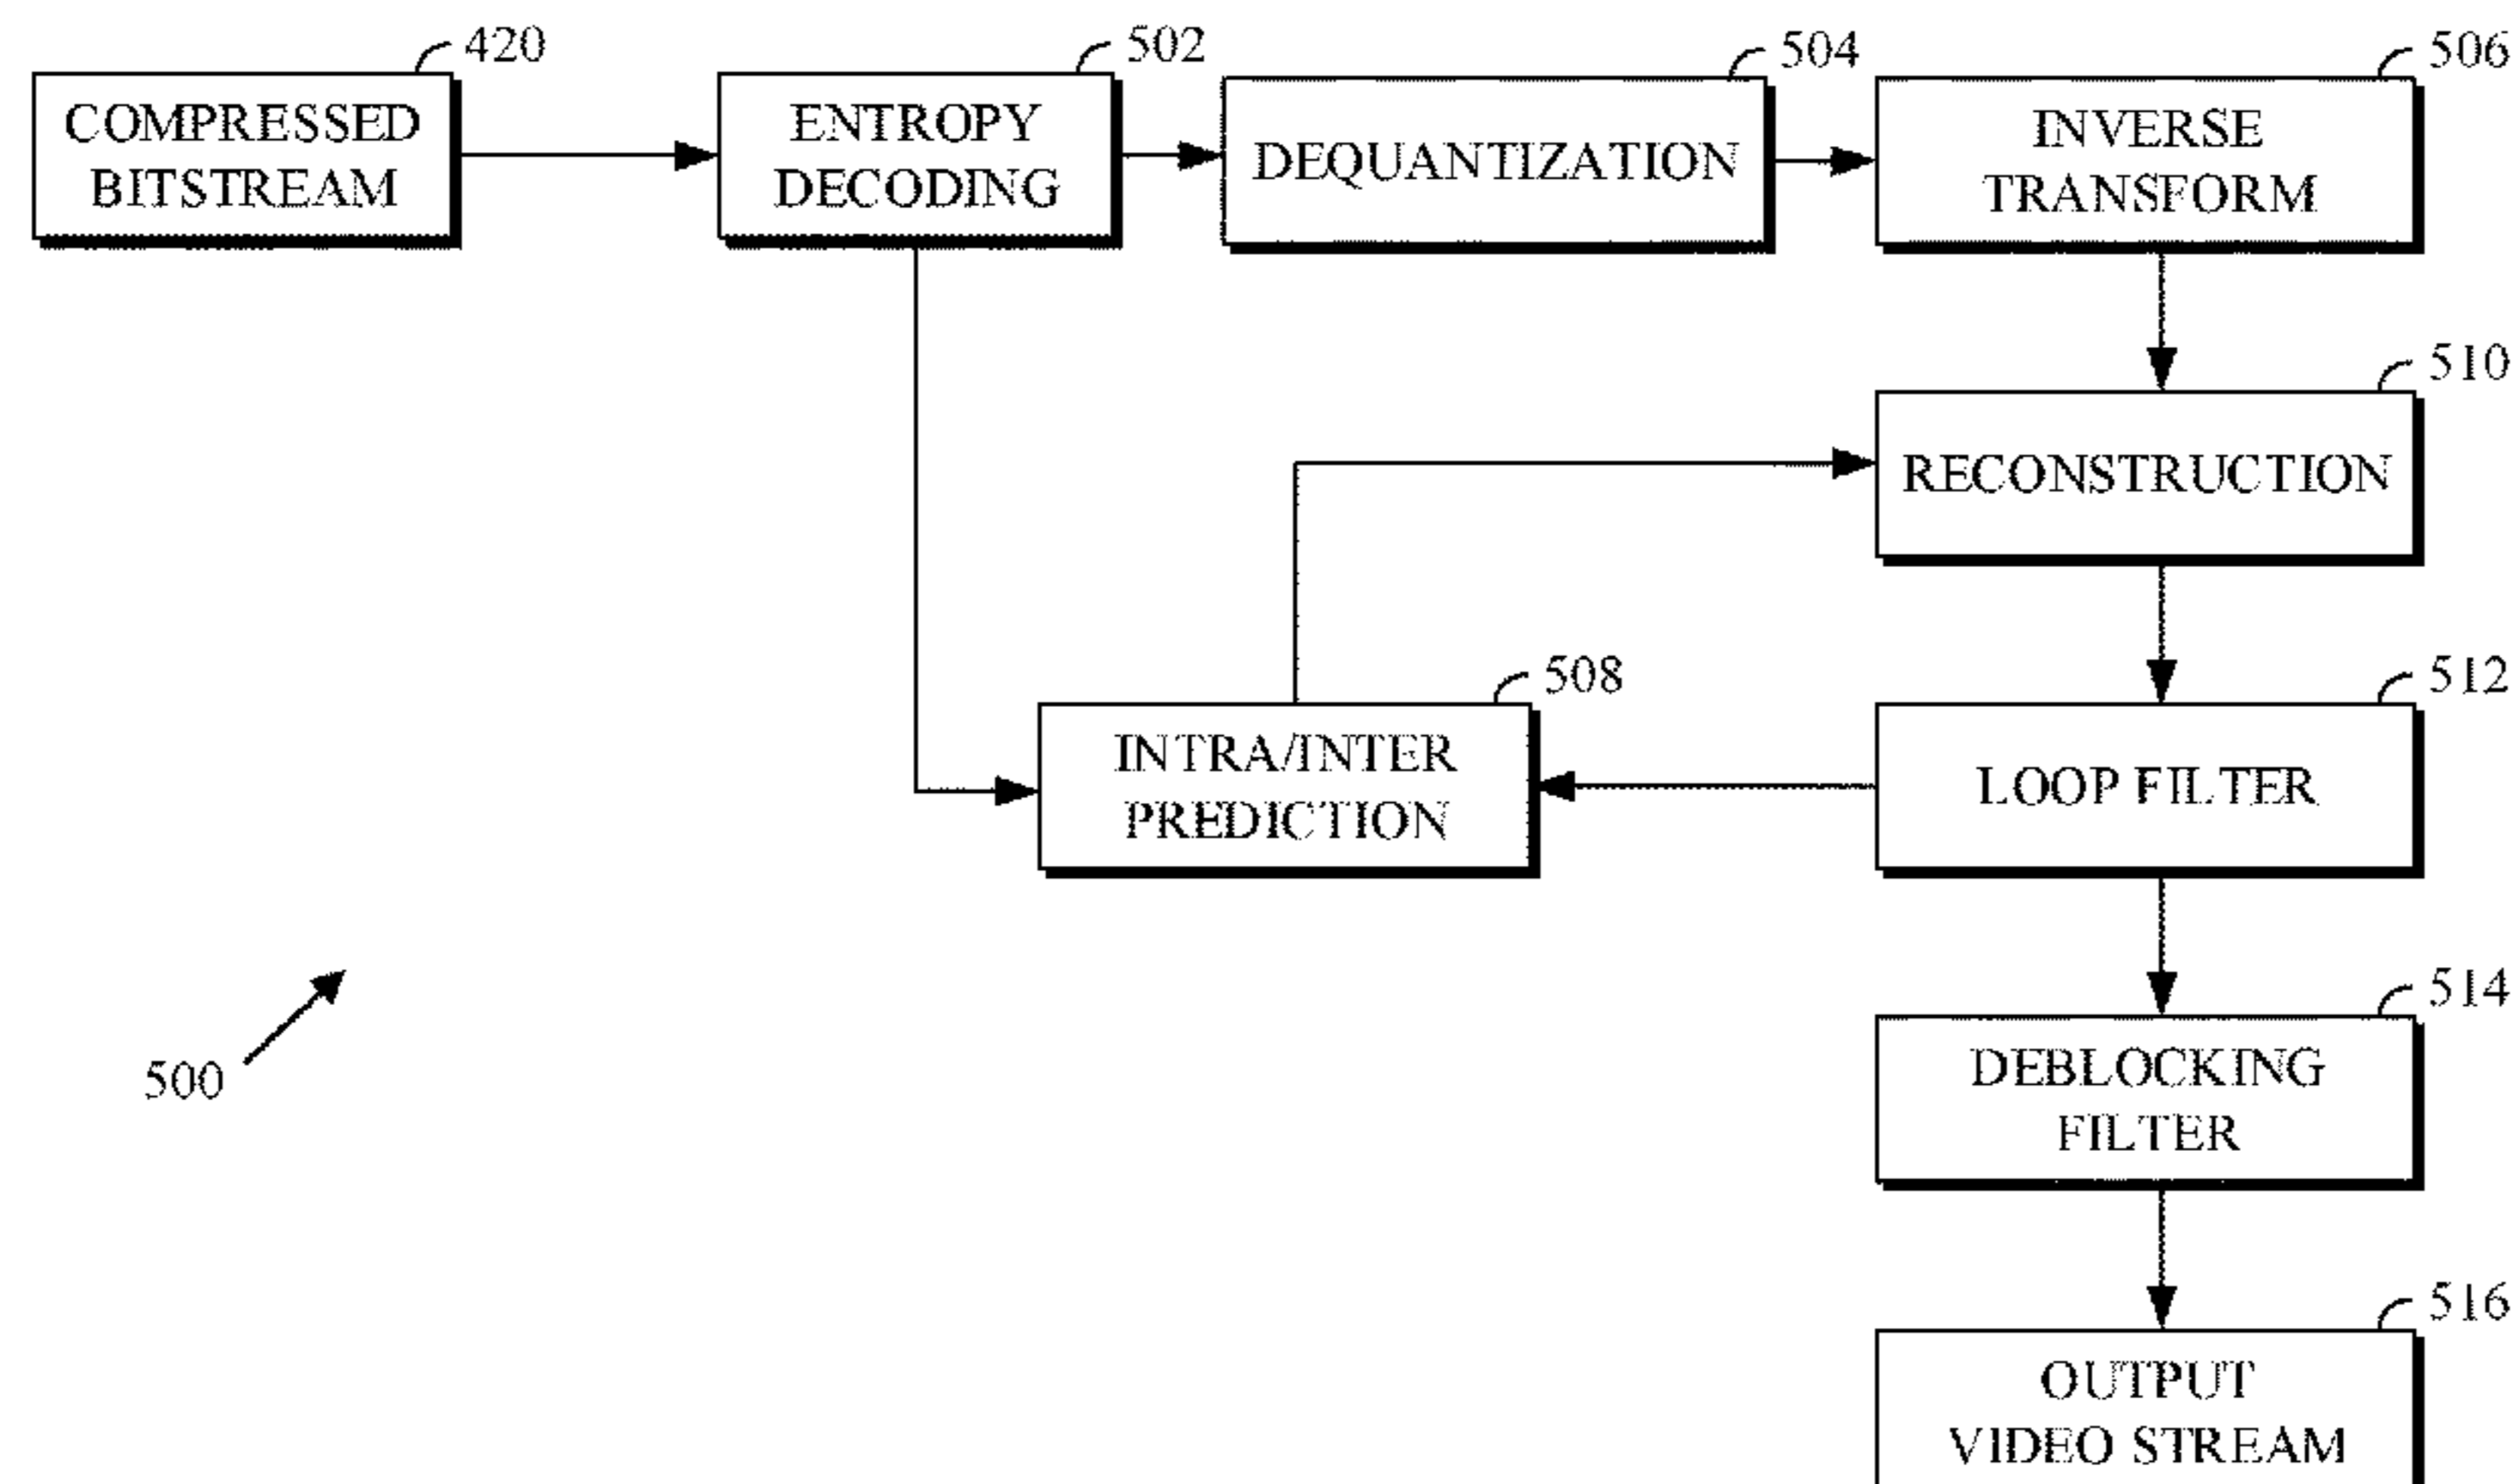 420
502
504
506
COMPRESSED
BITSTREAM
ENTROPY
DECODING
DEQUANTIZATION
INVERSE
TRANSFORM
510
RECONSTRUCTION
508
512
INTRA/INTER
PREDICTION
LOOP FILTER
514
500
DEBLOCKING
FILTER
516
OUTPUT
VIDEO STREAM